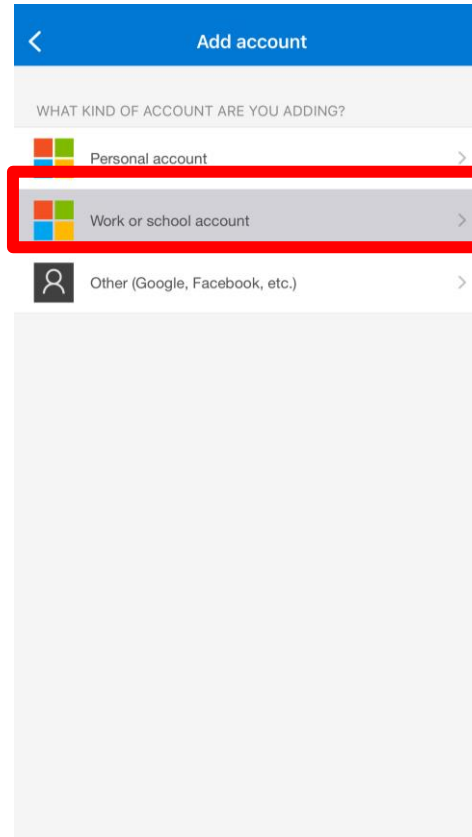 Add account
WHAT KIND OF ACCOUNT ARE YOU ADDING?
Personal account
Work or school account
Other (Google, Facebook, etc.)